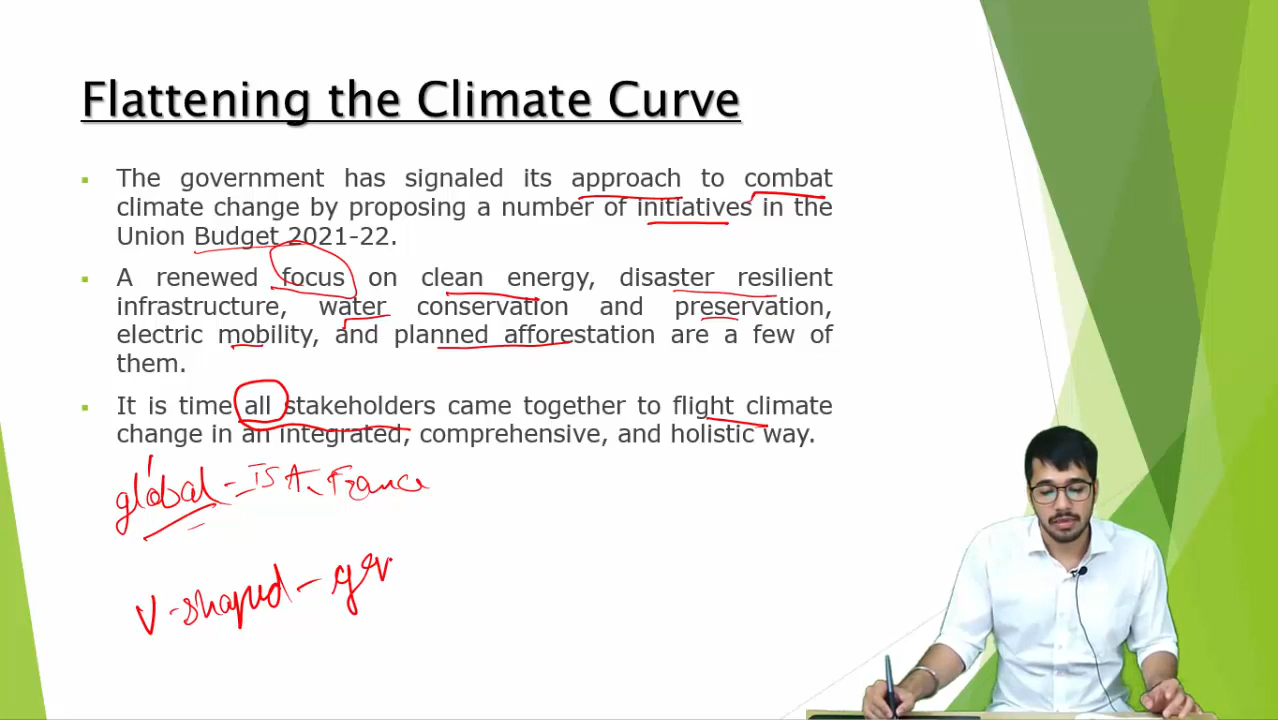 Flattening the Climate Curve
The government has signaled its approach to combat
climate change by proposing a number of initiatives in the
Union Budget 2021-22.
A renewed focus on clean energy, disaster resilient
infrastructure, water conservation and preservation,
electric mobility, and planned afforestation are a few of
them.
It is time all stakeholders came together to flight climate
change in an integrated, comprehensive, and holistic way.
global - ISA, France
V-shaped - gr